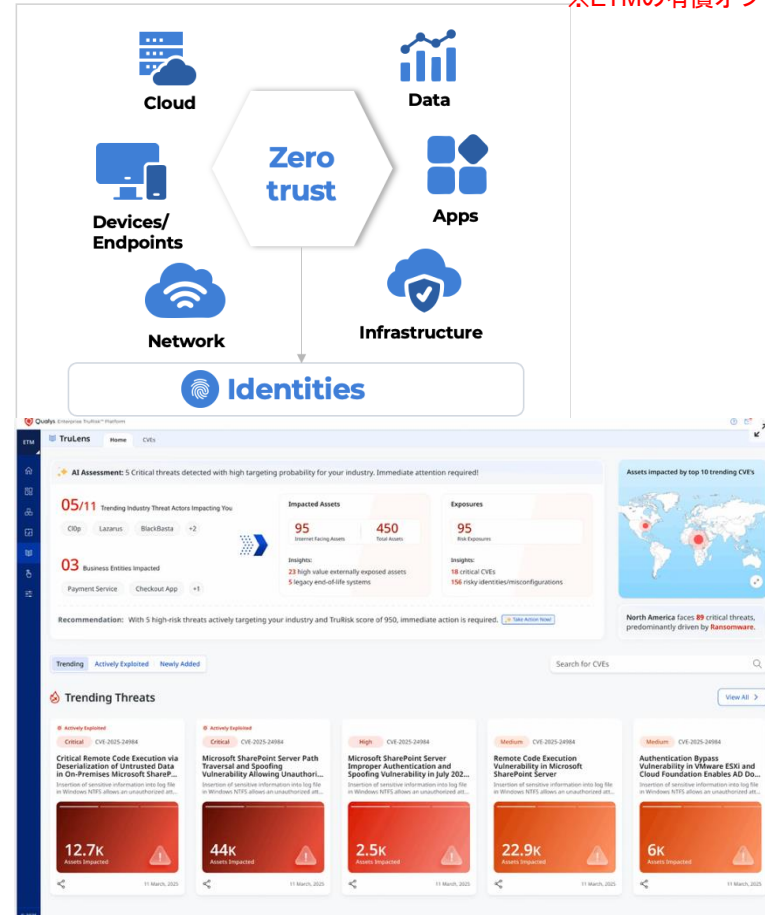 ※ETMの有償オプ
Cloud
Data
Zero
trust
Devices/
Endpoints
Apps
Network
Infrastructure
Identities
Qualys Enterprise TruRisk™ Platform
ETM
TruLens
Home
CVEs
AI Assessment: 5 Critical threats detected with high targeting probability for your industry. Immediate attention required!
05/11 Trending Industry Threat Actors Impacting You
Cl0p
Lazarus
BlackBasta
+2
03 Business Entities Impacted
Payment Service
Checkout App
+1
Impacted Assets
95
Internet Facing Assets
450
Total Assets
Insights:
23 high value externally exposed assets
5 legacy end-of-life systems
Exposures
95
Risk Exposures
Insights:
18 critical CVEs
156 risky identities/misconfigurations
Recommendation: With 5 high-risk threats actively targeting your industry and TruRisk score of 950, immediate action is required.
Take Action Now!
Assets impacted by top 10 trending CVE's
North America faces 89 critical threats,
predominantly driven by Ransomware.
Trending
Actively Exploited
Newly Added
Search for CVEs
Trending Threats
View All
Actively Exploited
Critical
CVE-2025-24984
Critical Remote Code Execution via
Deserialization of Untrusted Data
in On-Premises Microsoft ShareP...
Insertion of sensitive information into log file
in Windows NTFS allows an unauthorized att...
12.7K
Assets Impacted
11 March, 2025
Actively Exploited
Critical
CVE-2025-24984
Microsoft SharePoint Server Path
Traversal and Spoofing
Vulnerability Allowing Unauthori...
Insertion of sensitive information into log file
in Windows NTFS allows an unauthorized att...
44K
Assets Impacted
11 March, 2025
High
CVE-2025-24984
Microsoft SharePoint Server
Improper Authentication and
Spoofing Vulnerability in July 202...
Insertion of sensitive information into log file
in Windows NTFS allows an unauthorized att...
2.5K
Assets Impacted
11 March, 2025
Medium
CVE-2025-24984
Remote Code Execution
Vulnerability in Microsoft
SharePoint Server
Insertion of sensitive information into log file
in Windows NTFS allows an unauthorized att...
22.9K
Assets Impacted
11 March, 2025
Medium
CVE-2025-24984
Authentication Bypass
Vulnerability in VMware ESXi and
Cloud Foundation Enables AD Do...
Insertion of sensitive information into log file
in Windows NTFS allows an unauthorized att...
6K
Assets Impacted
11 March, 2025